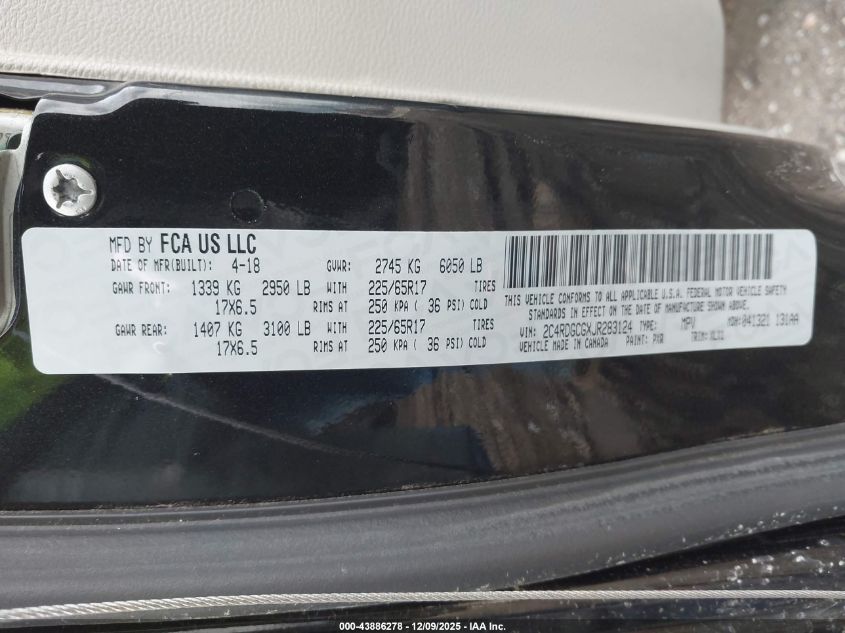 MFD BY FCA US LLC
DATE OF MFR(BUILT): 4-18 GVWR: 2745 KG 6050 LB
GAWR FRONT: 1339 KG 2950 LB WITH 225/65R17 TIRES
17X6.5 RIMS AT 250 KPA ( 36 PSI) COLD
GAWR REAR: 1407 KG 3100 LB WITH 225/65R17 TIRES
17X6.5 RIMS AT 250 KPA ( 36 PSI) COLD
THIS VEHICLE CONFORMS TO ALL APPLICABLE U.S.A. FEDERAL MOTOR VEHICLE SAFETY
STANDARDS IN EFFECT ON THE DATE OF MANUFACTURE SHOWN ABOVE.
VIN: 2C4RDGCGXJR283124 TYPE: MPV MDH: 041321 131AA
VEHICLE MADE IN CANADA PAINT: PXR TRIM:
000-43886278 - 12/09/2025 - IAA Inc.